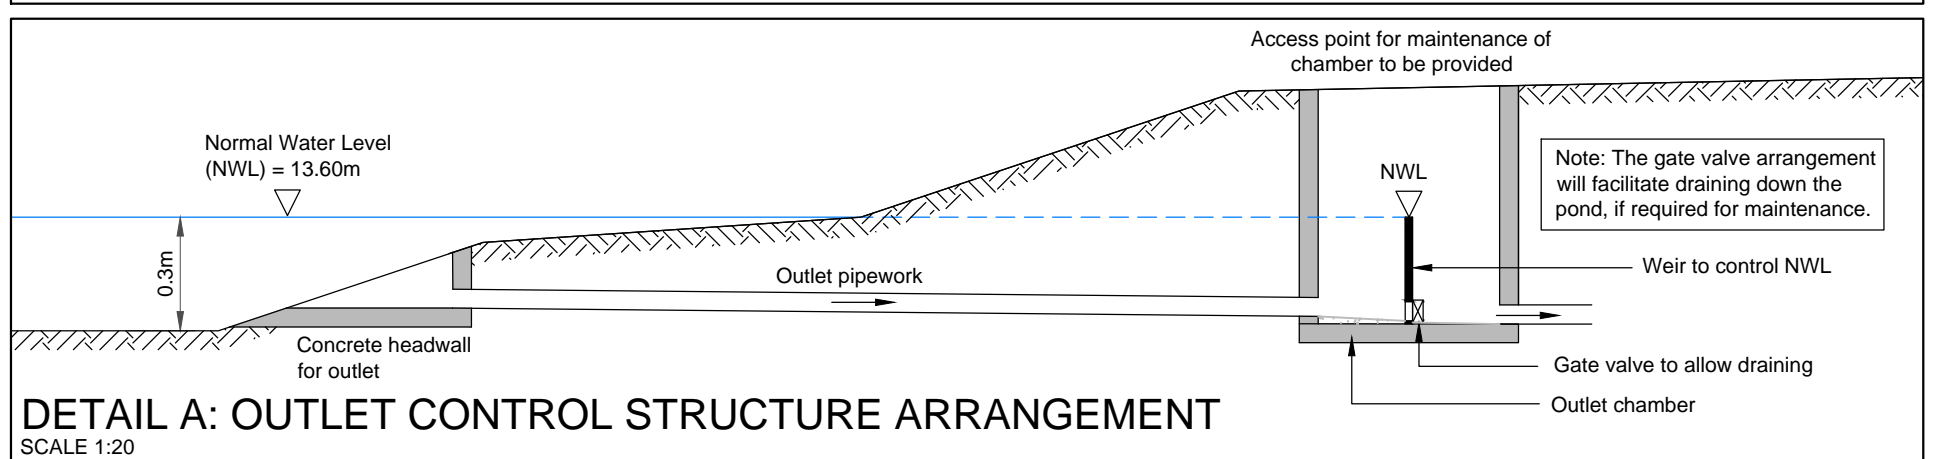 Access point for maintenance of
chamber to be provided
Normal Water Level
(NWL) = 13.60m
NWL
Note: The gate valve arrangement
will facilitate draining down the
pond, if required for maintenance.
0.3m
Outlet pipework
Weir to control NWL
Concrete headwall
for outlet
Gate valve to allow draining
Outlet chamber
DETAIL A: OUTLET CONTROL STRUCTURE ARRANGEMENT
SCALE 1:20